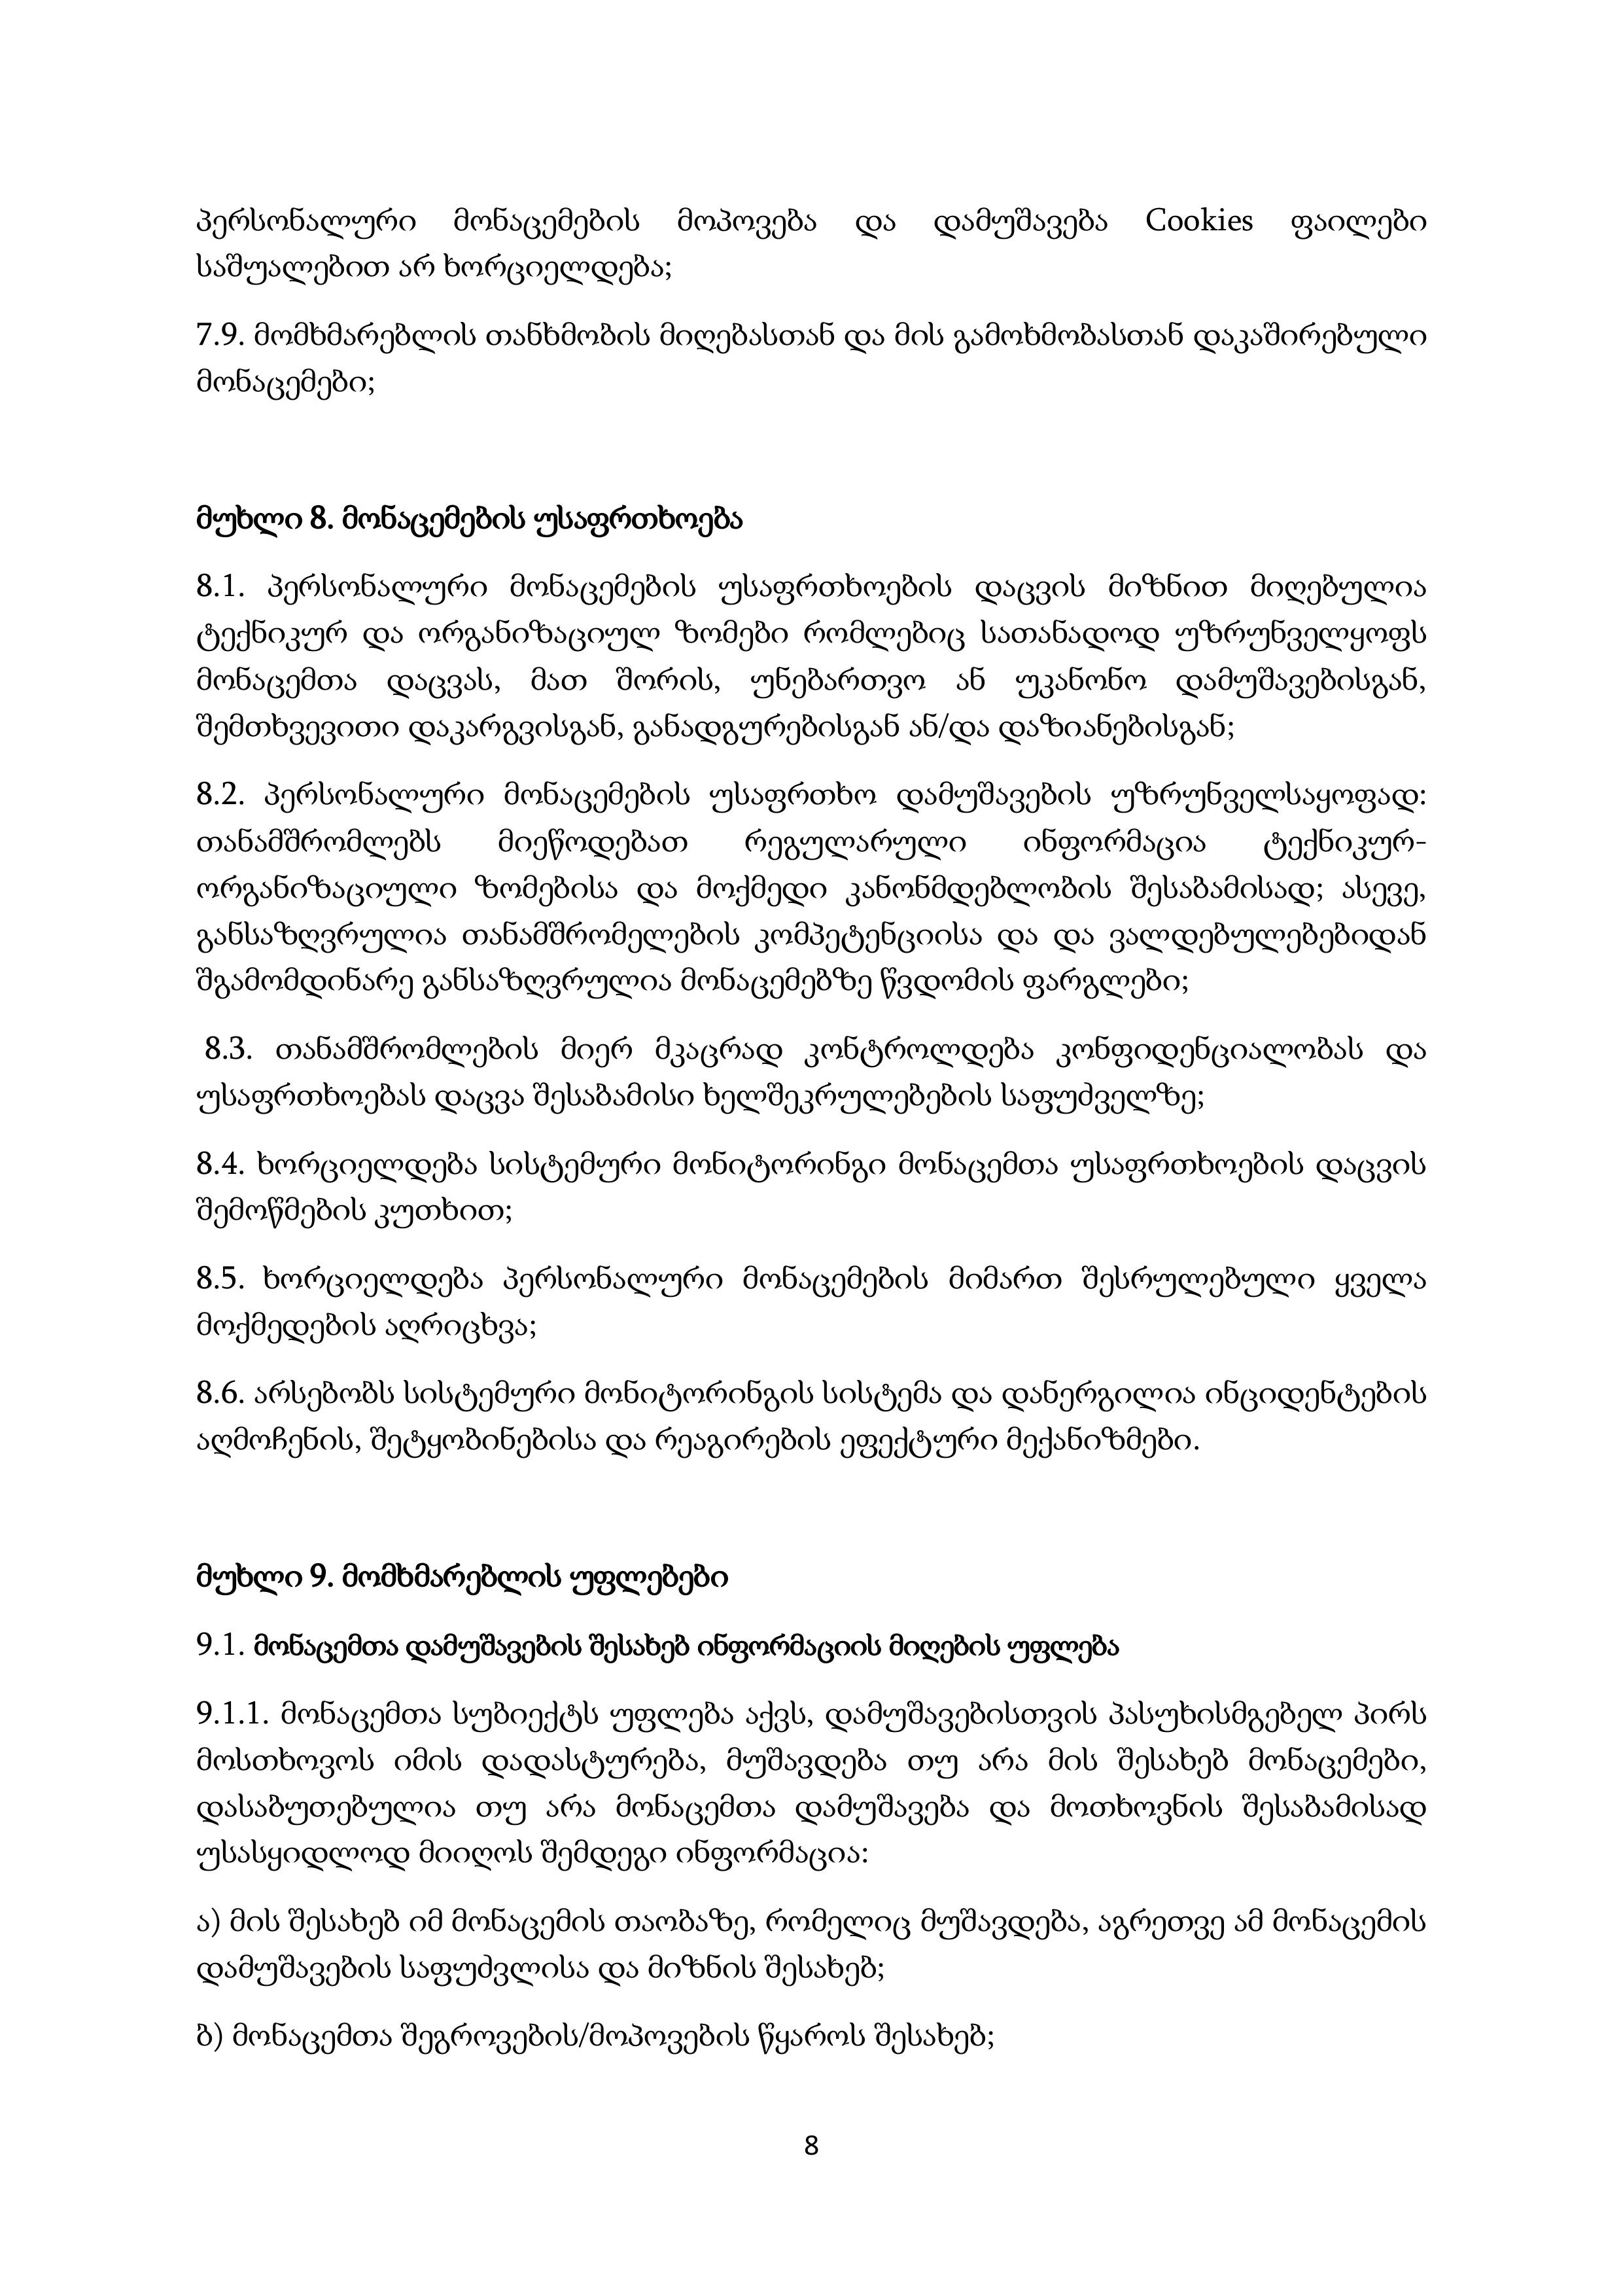 პერსონალური მონაცემების მოპოვება და დამუშავება Cookies ფაილები
საშუალებით არ ხორციელდება;
7.9. მომხმარებლის თანხმობის მიღებასთან და მის გამოხმობასთან დაკაშირებული
მონაცემები;
მუხლი 8. მონაცემების უსაფრთხოება
8.1. პერსონალური მონაცემების უსაფრთხოების დაცვის მიზნით მიღებულია
ტექნიკურ და ორგანიზაციულ ზომები რომლებიც სათანადოდ უზრუნველყოფს
მონაცემთა დაცვას, მათ შორის, უნებართვო ან უკანონო დამუშავებისგან,
შემთხვევითი დაკარგვისგან, განადგურებისგან ან/და დაზიანებისგან;
8.2. პერსონალური მონაცემების უსაფრთხო დამუშავების უზრუნველსაყოფად:
თანამშრომლებს მიეწოდებათ რეგულარული ინფორმაცია ტექნიკურ-
ორგანიზაციული ზომებისა და მოქმედი კანონმდებლობის შესაბამისად; ასევე,
განსაზღვრულია თანამშრომელების კომპეტენციისა და და ვალდებულებებიდან
შგამომდინარე განსაზღვრულია მონაცემებზე წვდომის ფარგლები;
8.3. თანამშრომლების მიერ მკაცრად კონტროლდება კონფიდენციალობას და
უსაფრთხოებას დაცვა შესაბამისი ხელშეკრულებების საფუძველზე;
8.4. ხორციელდება სისტემური მონიტორინგი მონაცემთა უსაფრთხოების დაცვის
შემოწმების კუთხით;
8.5. ხორციელდება პერსონალური მონაცემების მიმართ შესრულებული ყველა
მოქმედების აღრიცხვა;
8.6. არსებობს სისტემური მონიტორინგის სისტემა და დანერგილია ინციდენტების
აღმოჩენის, შეტყობინებისა და რეაგირების ეფექტური მექანიზმები.
მუხლი 9. მომხმარებლის უფლებები
9.1. მონაცემთა დამუშავების შესახებ ინფორმაციის მიღების უფლება
9.1.1. მონაცემთა სუბიექტს უფლება აქვს, დამუშავებისთვის პასუხისმგებელ პირს
მოსთხოვოს იმის დადასტურება, მუშავდება თუ არა მის შესახებ მონაცემები,
დასაბუთებულია თუ არა მონაცემთა დამუშავება და მოთხოვნის შესაბამისად
უსასყიდლოდ მიიღოს შემდეგი ინფორმაცია:
ა) მის შესახებ იმ მონაცემის თაობაზე, რომელიც მუშავდება, აგრეთვე ამ მონაცემის
დამუშავების საფუძვლისა და მიზნის შესახებ;
ბ) მონაცემთა შეგროვების/მოპოვების წყაროს შესახებ;
8